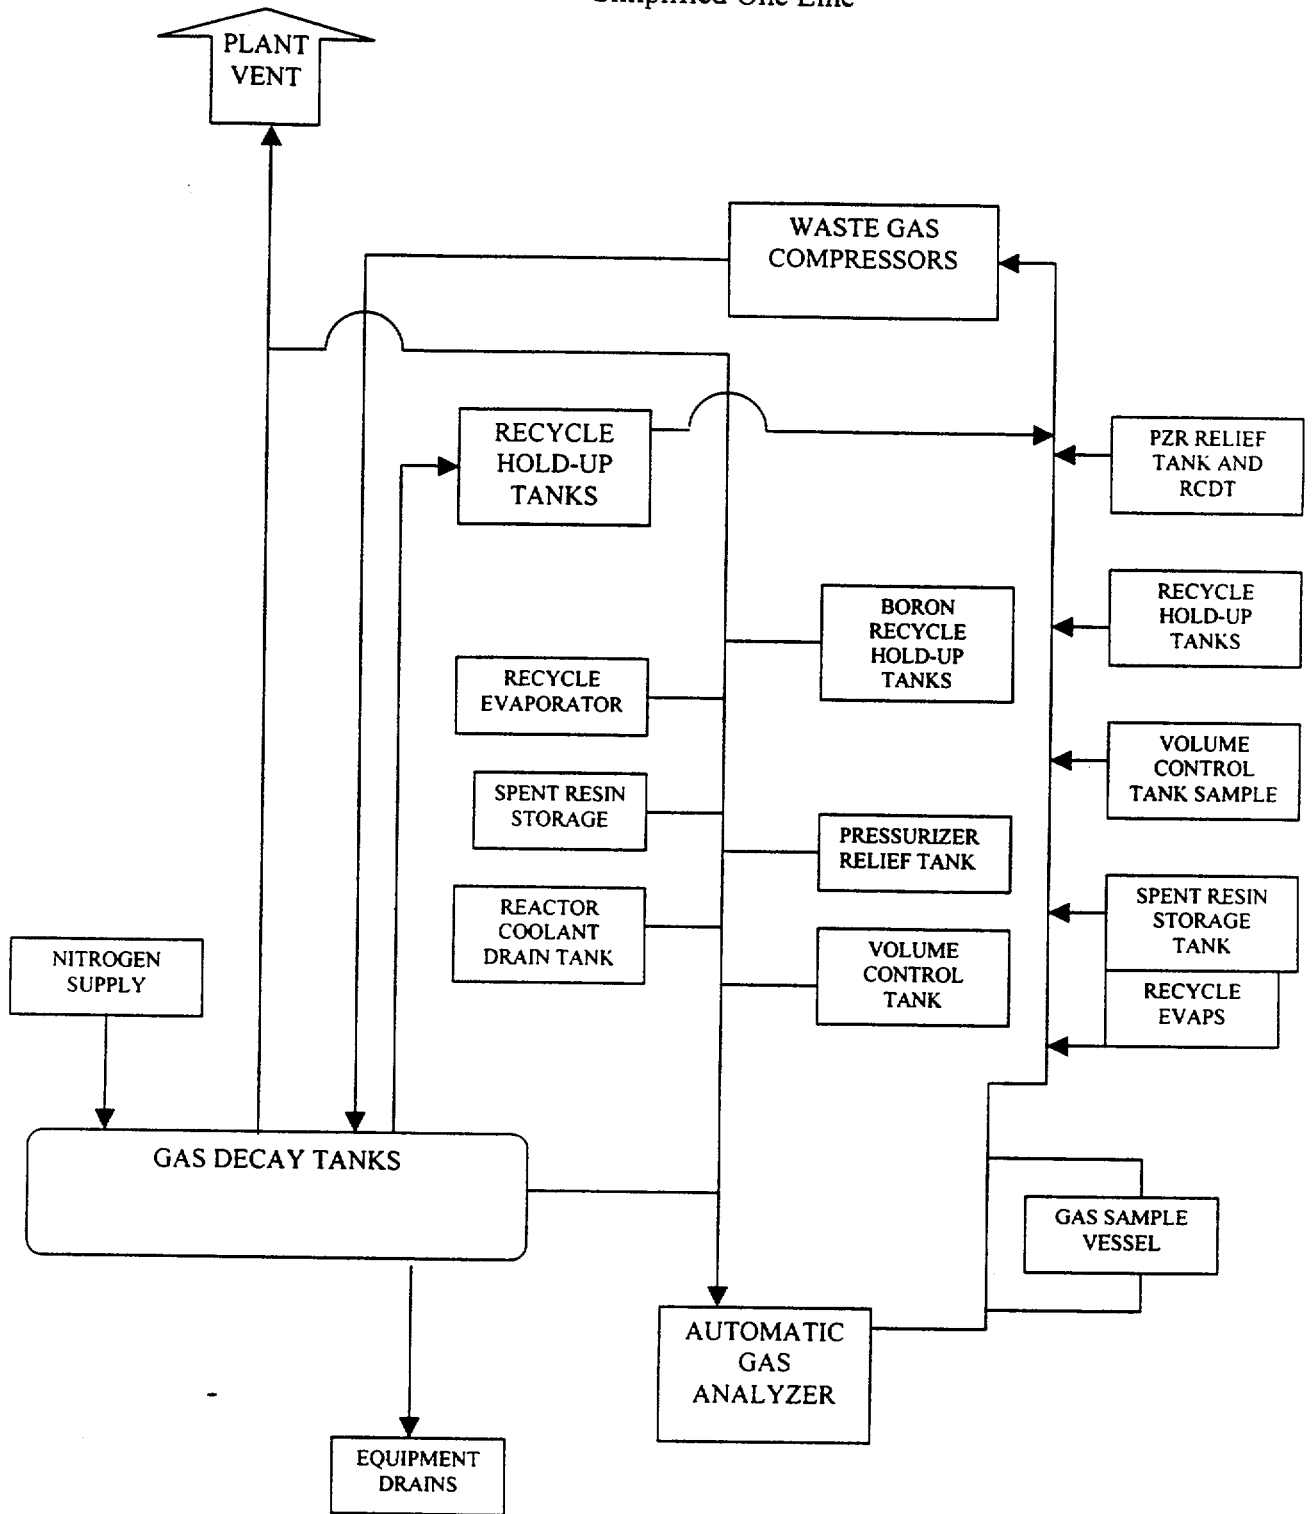 Simplified One Line
PLANT
VENT
WASTE GAS
COMPRESSORS
RECYCLE
HOLD-UP
TANKS
PZR RELIEF
TANK AND
RCDT
BORON
RECYCLE
HOLD-UP
TANKS
RECYCLE
HOLD-UP
TANKS
RECYCLE
EVAPORATOR
VOLUME
CONTROL
TANK SAMPLE
SPENT RESIN
STORAGE
PRESSURIZER
RELIEF TANK
REACTOR
COOLANT
DRAIN TANK
SPENT RESIN
STORAGE
TANK
NITROGEN
SUPPLY
VOLUME
CONTROL
TANK
RECYCLE
EVAPS
GAS DECAY TANKS
GAS SAMPLE
VESSEL
AUTOMATIC
GAS
ANALYZER
EQUIPMENT
DRAINS